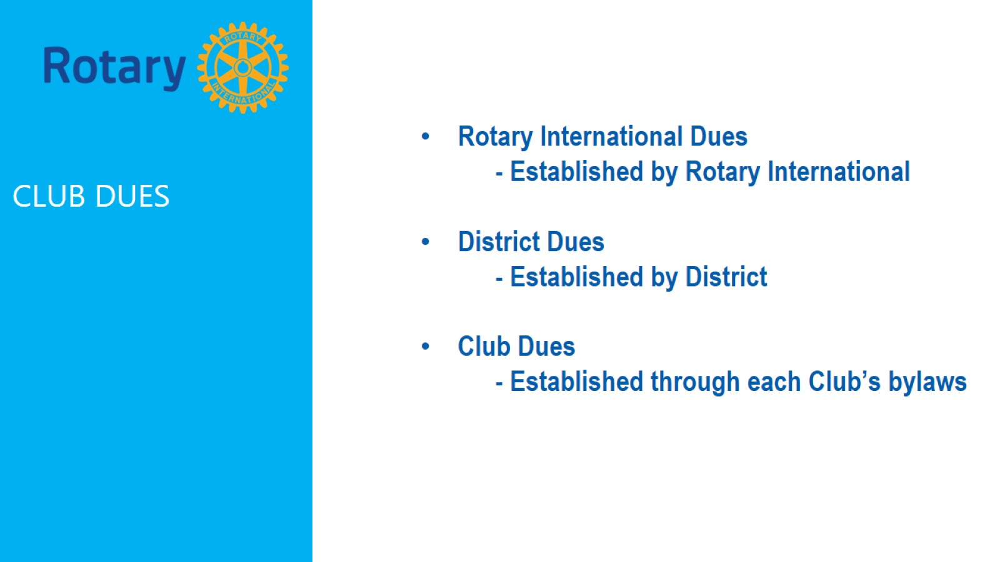 Rotary
ROTARY
INTERNATIONAL
CLUB DUES
• Rotary International Dues
- Established by Rotary International
• District Dues
- Established by District
• Club Dues
- Established through each Club’s bylaws